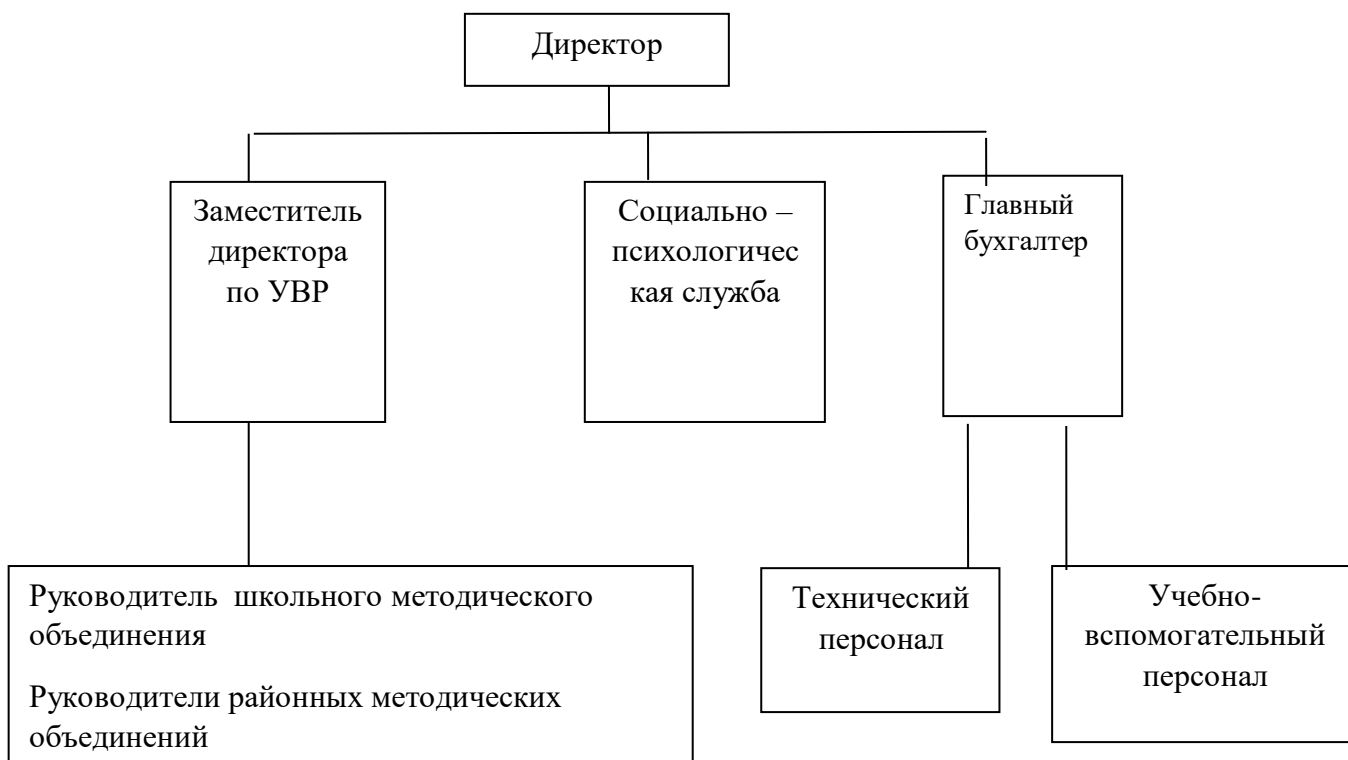 Директор
Заместитель
директора
по УВР
Социально –
психологичес
кая служба
Главный
бухгалтер
Руководитель школьного методического
объединения
Руководители районных методических
объединений
Технический
персонал
Учебно-
вспомогательный
персонал